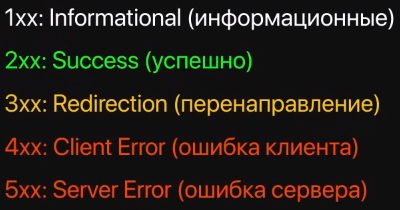 1xx: Informational (информационные)
2xx: Success (успешно)
3xx: Redirection (перенаправление)
4xx: Client Error (ошибка клиента)
5xx: Server Error (ошибка сервера)